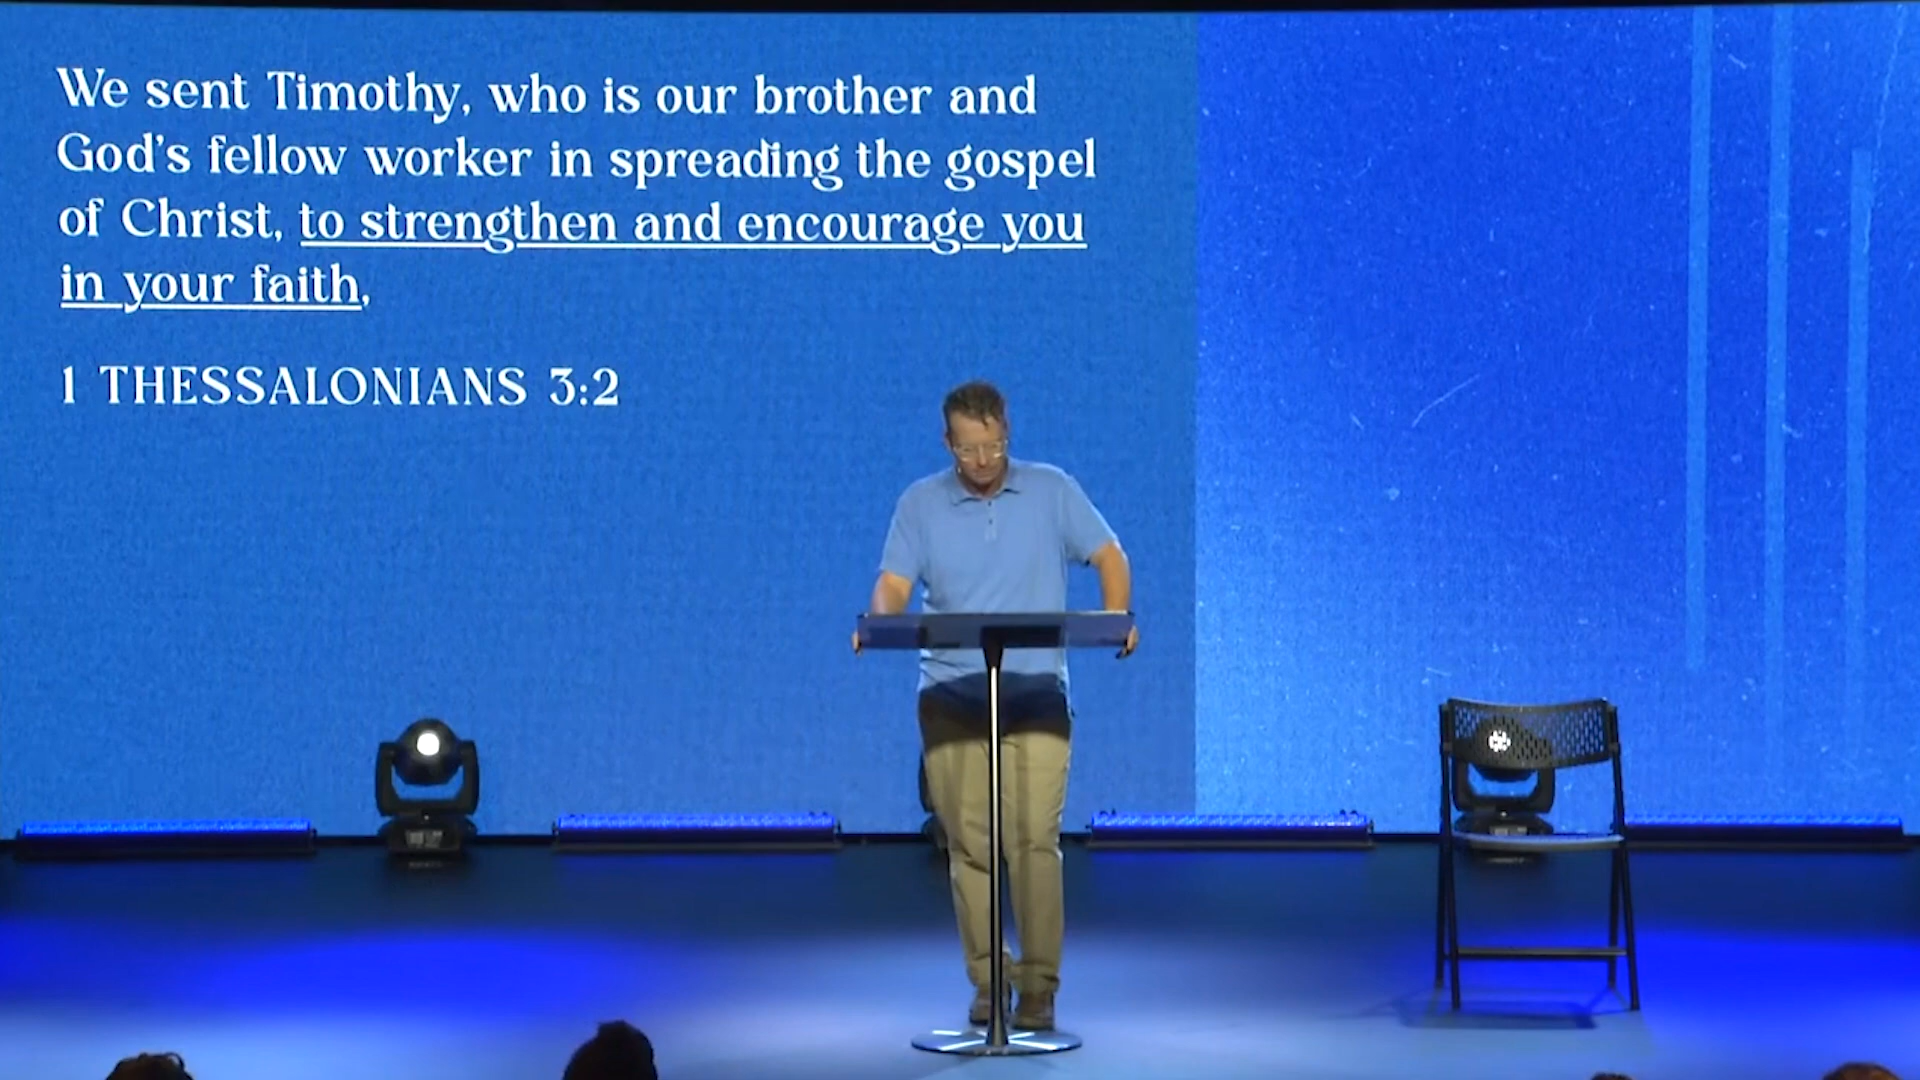 We sent Timothy, who is our brother and
God's fellow worker in spreading the gospel
of Christ, to strengthen and encourage you
in your faith,
1 THESSALONIANS 3:2